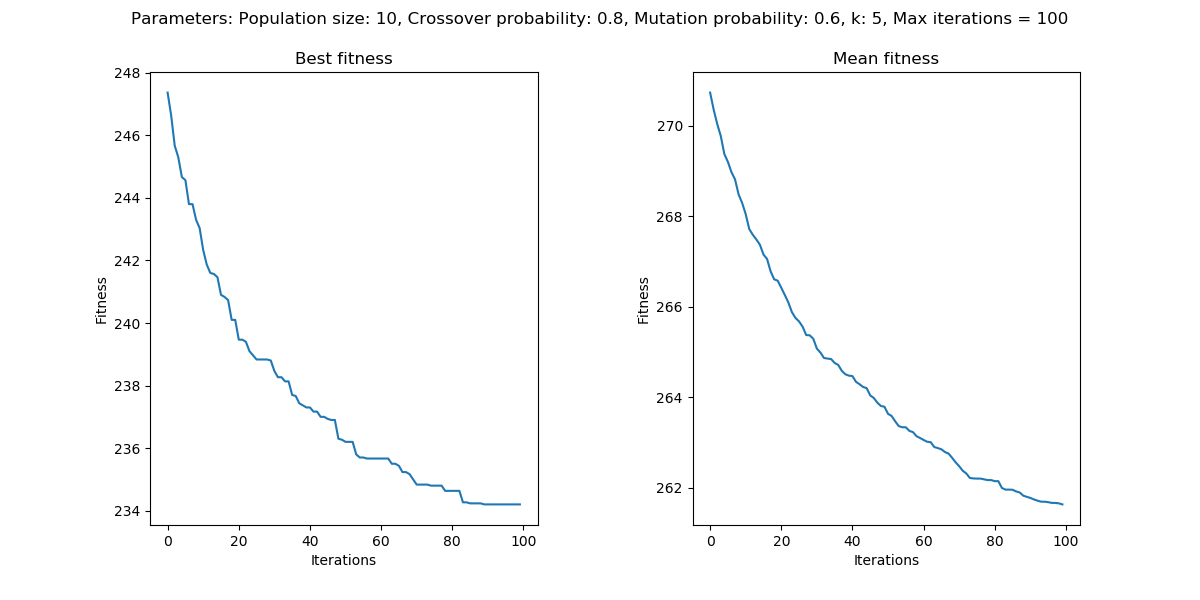 Parameters: Population size: 10, Crossover probability: 0.8, Mutation probability: 0.6, k: 5, Max iterations = 100
Best fitness
248
246
244
242
240
238
236
234
Fitness
0 20 40 60 80 100
Iterations
Mean fitness
270
268
266
264
262
Fitness
0 20 40 60 80 100
Iterations